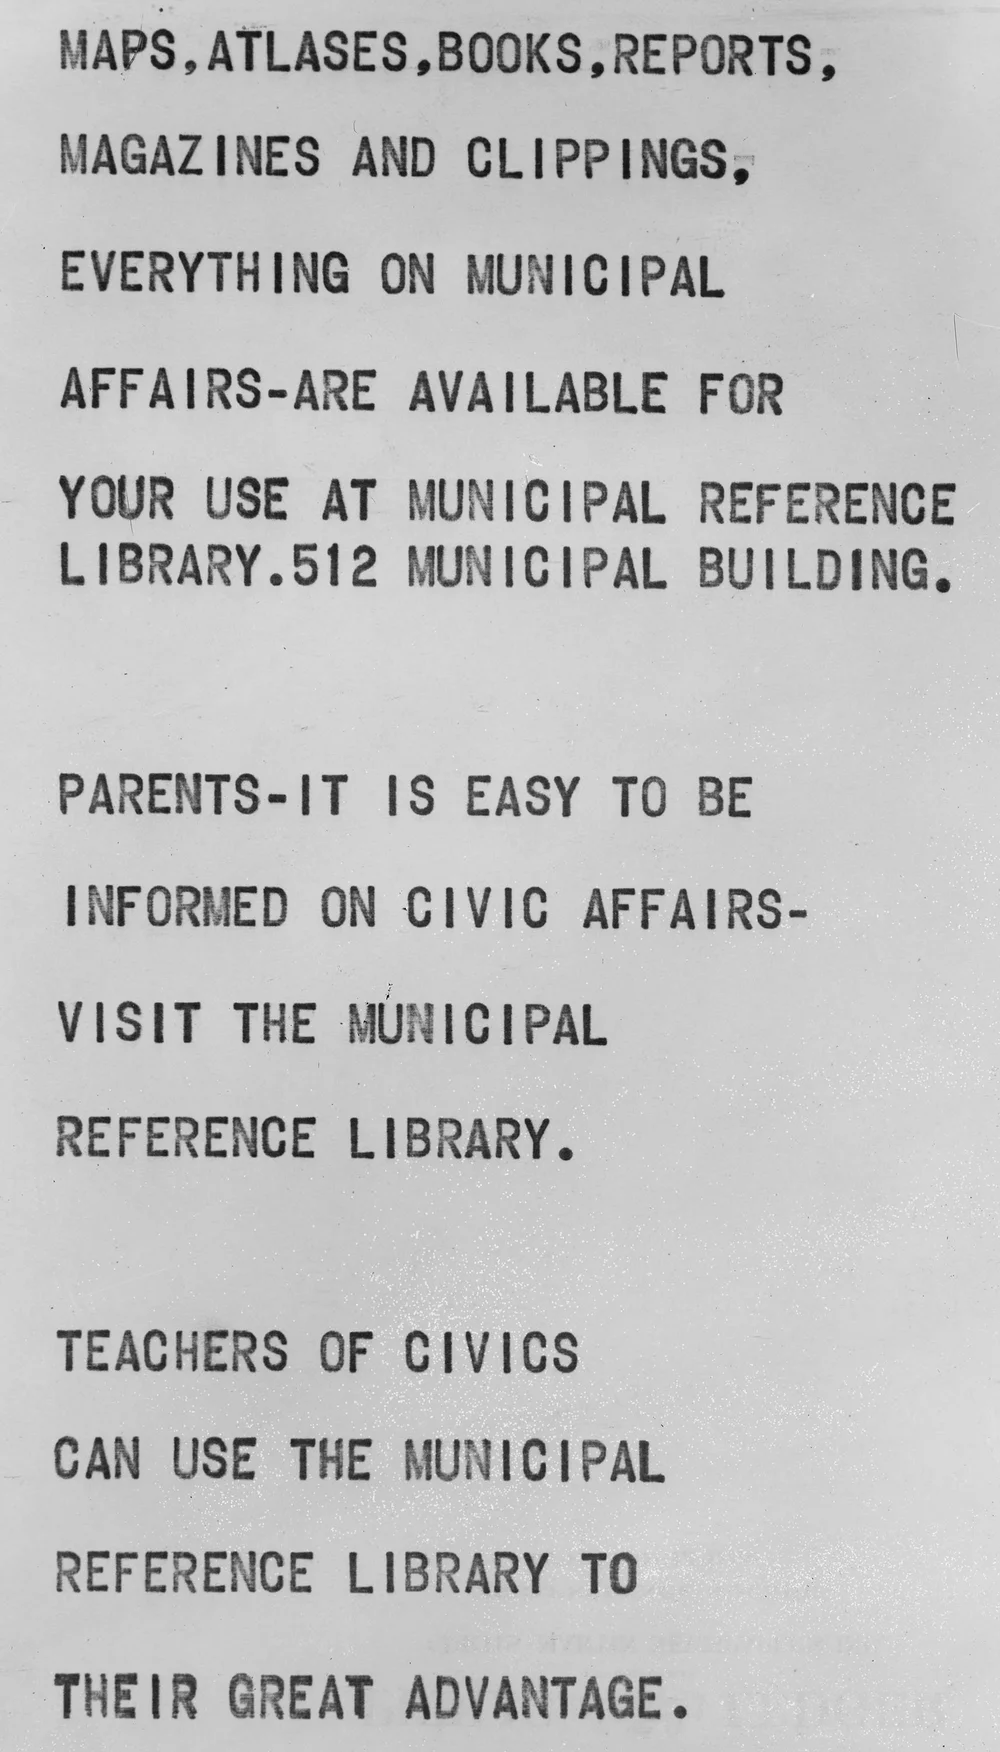 MAPS,ATLASES,BOOKS,REPORTS,
MAGAZINES AND CLIPPINGS,
EVERYTHING ON MUNICIPAL
AFFAIRS-ARE AVAILABLE FOR
YOUR USE AT MUNICIPAL REFERENCE
LIBRARY.512 MUNICIPAL BUILDING.
PARENTS-IT IS EASY TO BE
INFORMED ON CIVIC AFFAIRS-
VISIT THE MUNICIPAL
REFERENCE LIBRARY.
TEACHERS OF CIVICS
CAN USE THE MUNICIPAL
REFERENCE LIBRARY TO
THEIR GREAT ADVANTAGE.